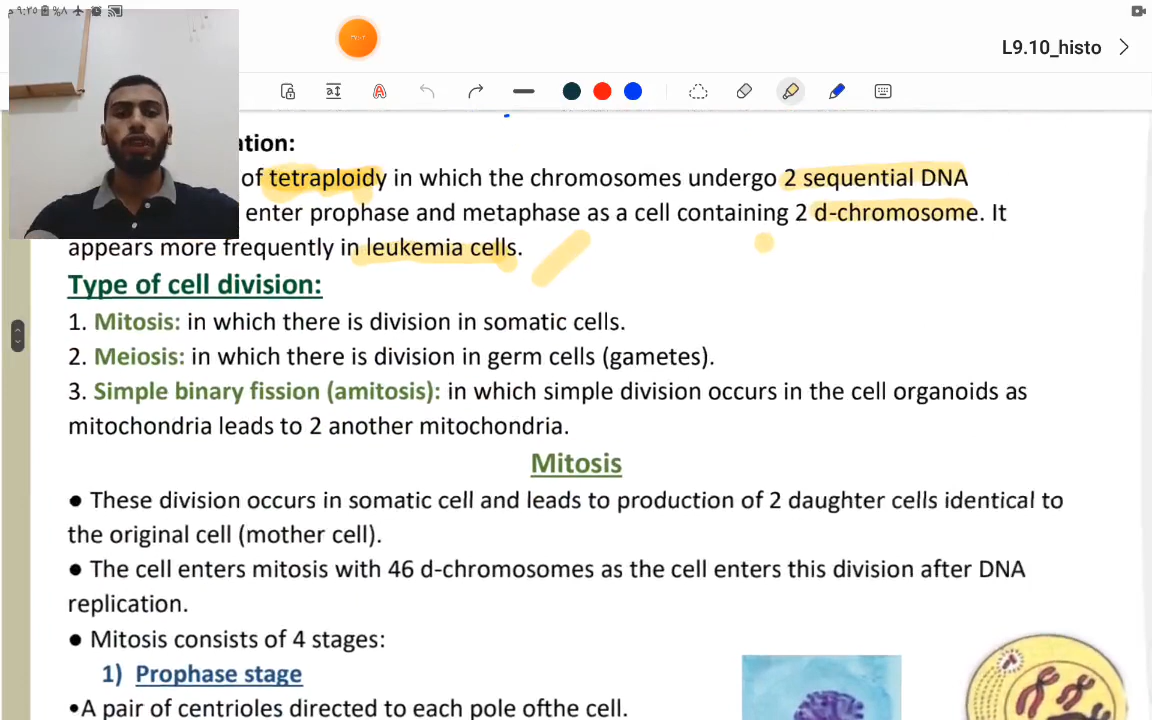 م ٩:٢٥ ٪٨
L9.10_histo
ation:
of tetraploidy in which the chromosomes undergo 2 sequential DNA
enter prophase and metaphase as a cell containing 2 d-chromosome. It
appears more frequently in leukemia cells.
Type of cell division:
1. Mitosis: in which there is division in somatic cells.
2. Meiosis: in which there is division in germ cells (gametes).
3. Simple binary fission (amitosis): in which simple division occurs in the cell organoids as
mitochondria leads to 2 another mitochondria.
Mitosis
● These division occurs in somatic cell and leads to production of 2 daughter cells identical to
the original cell (mother cell).
● The cell enters mitosis with 46 d-chromosomes as the cell enters this division after DNA
replication.
● Mitosis consists of 4 stages:
1) Prophase stage
•A pair of centrioles directed to each pole ofthe cell.